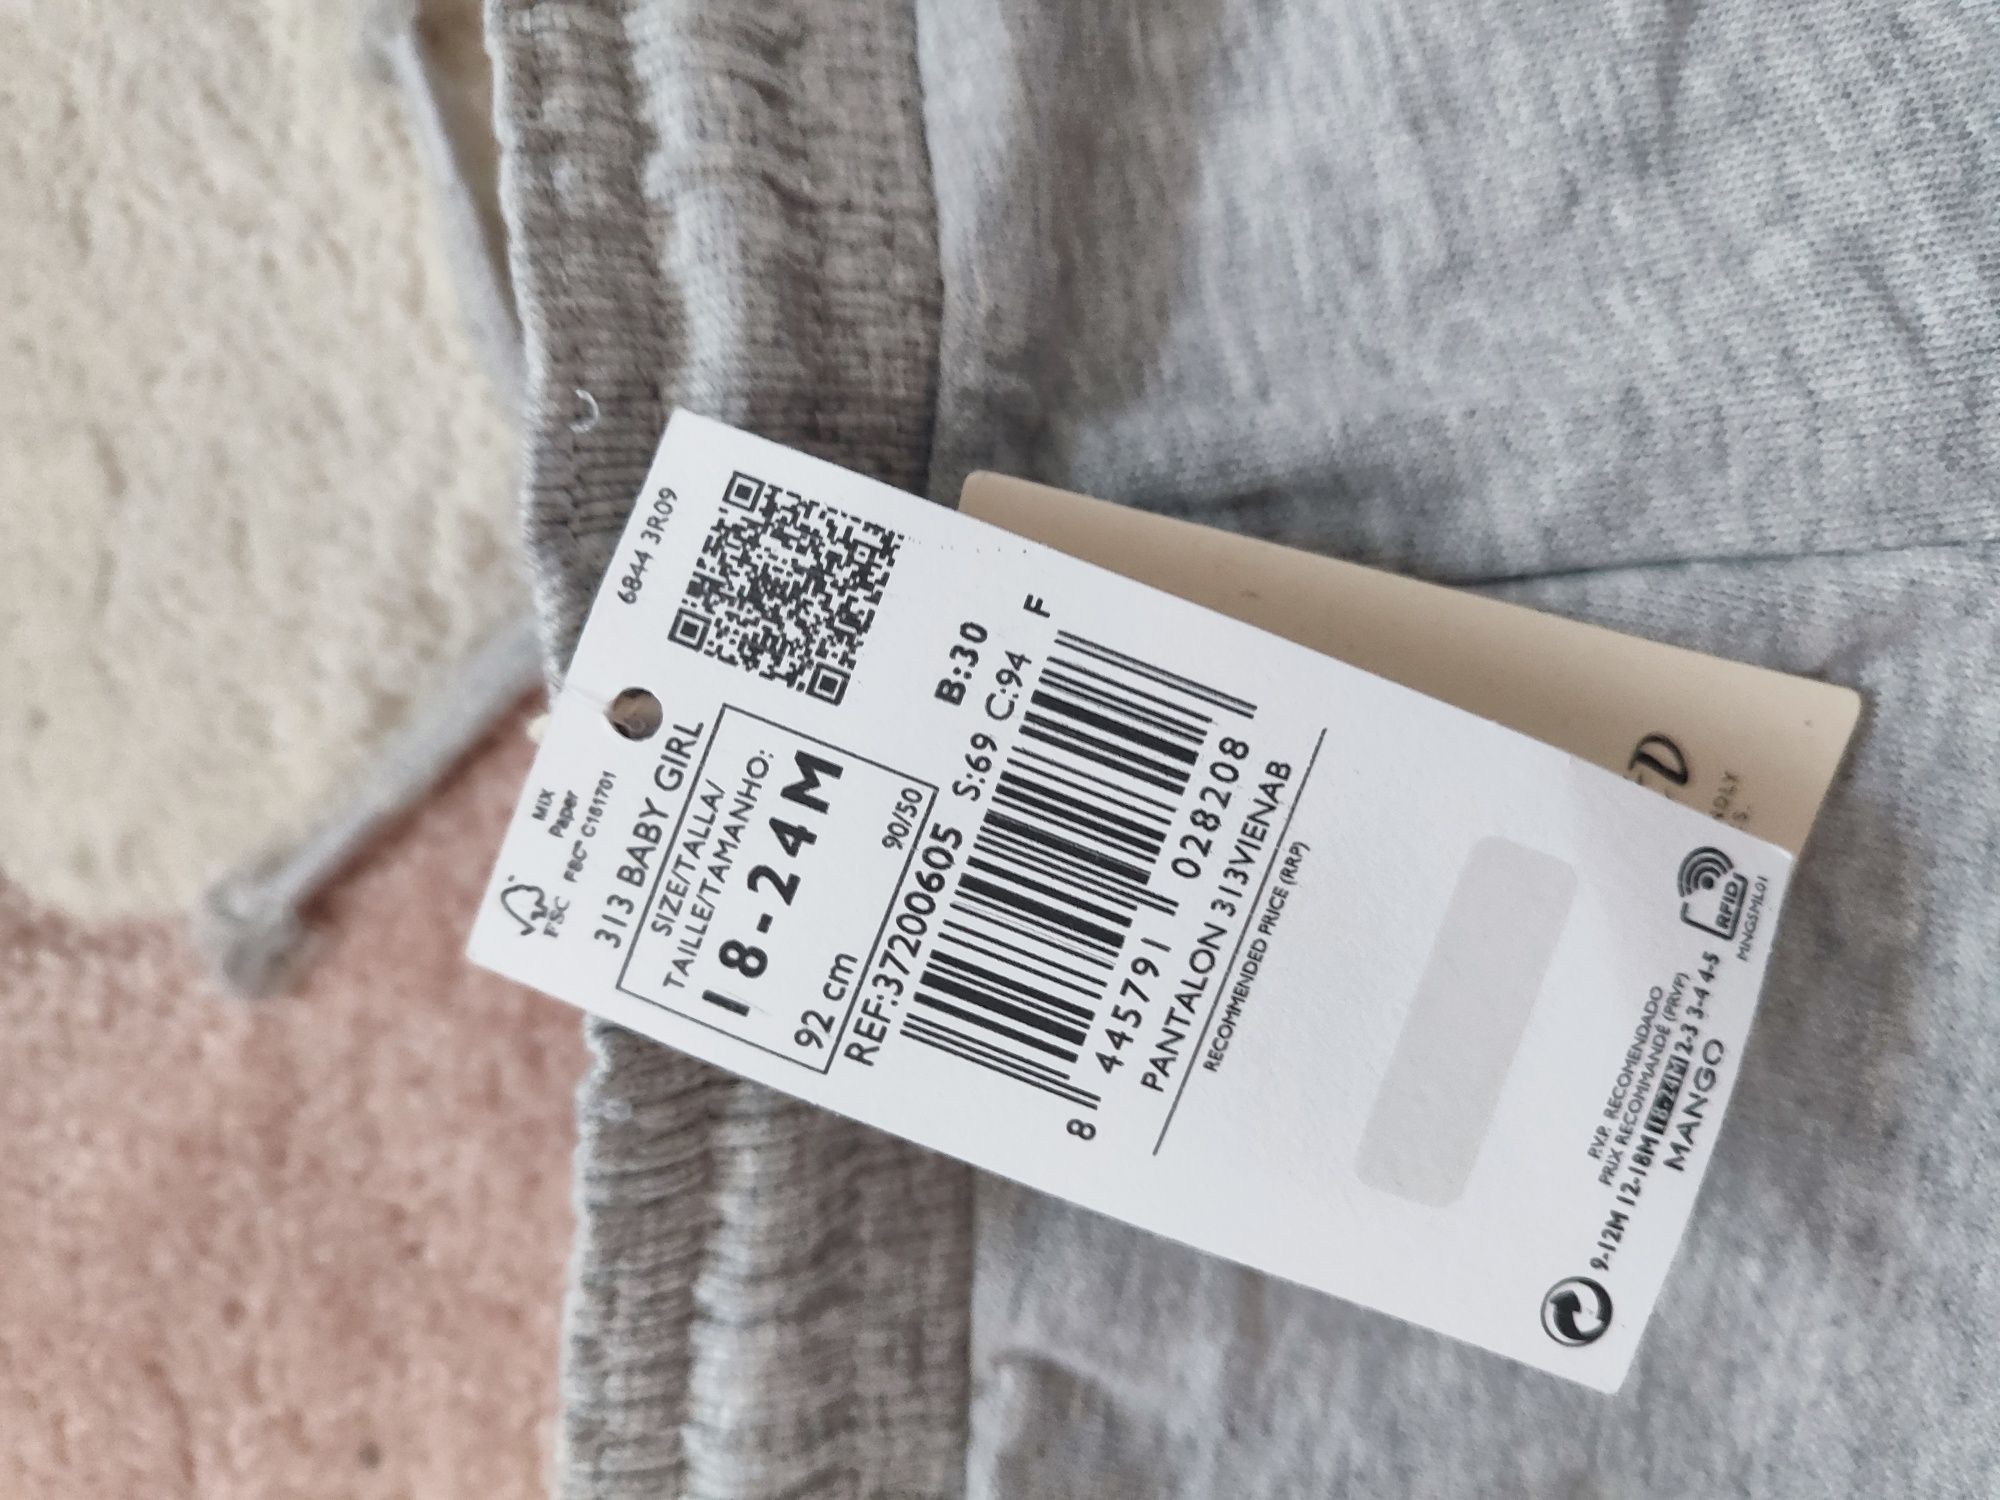 6844 3R09
MIX
Paper
FSC™ C181701
FSC
313 BABY GIRL
SIZE/TALLA/
TAILLE/TAMANHO:
18-24M
92 cm
90/50
B:30
REF:37200605 S:69 C:94 F
8 445791 028208
PANTALON 313VIENAB
RECOMMENDED PRICE (RRP)
P.V.P. RECOMENDADO
PRIX RECOMMANDÉ (PRVP)
9-12M 12-18M 18-24M 2-3 3-4 4-5
MANGO
RFID
MNGSML01